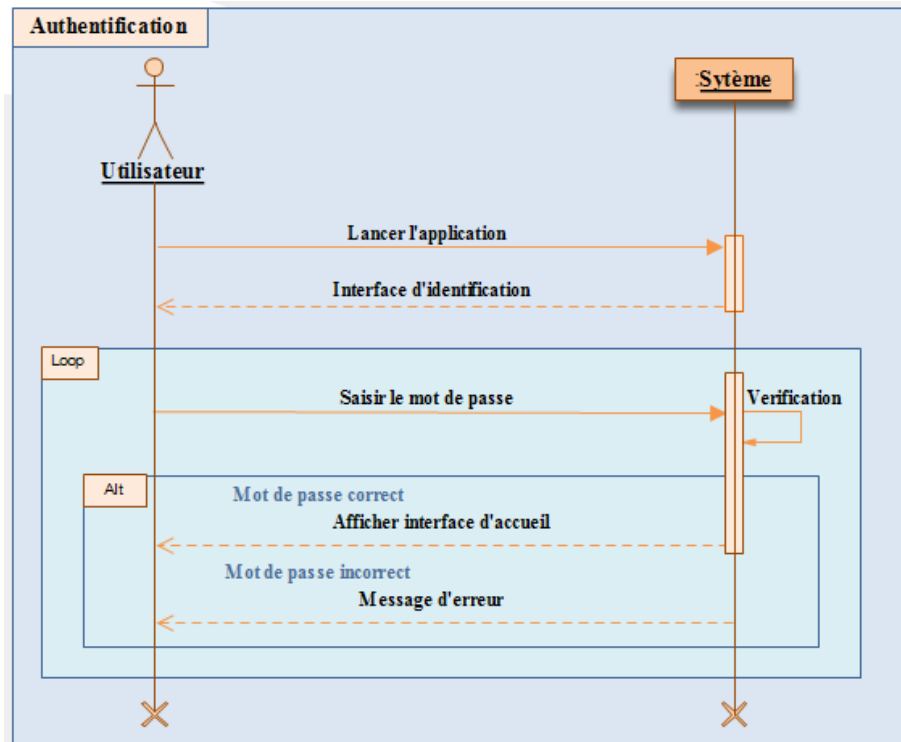 Authentification
:Sytème
Utilisateur
Lancer l'application
Interface d'identification
Loop
Saisir le mot de passe
Verification
Alt
Mot de passe correct
Afficher interface d'accueil
Mot de passe incorrect
Message d'erreur